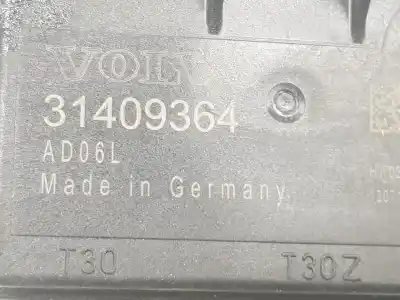 VOLV
31409364
AD06L
Made in Germany
T30 T30Z